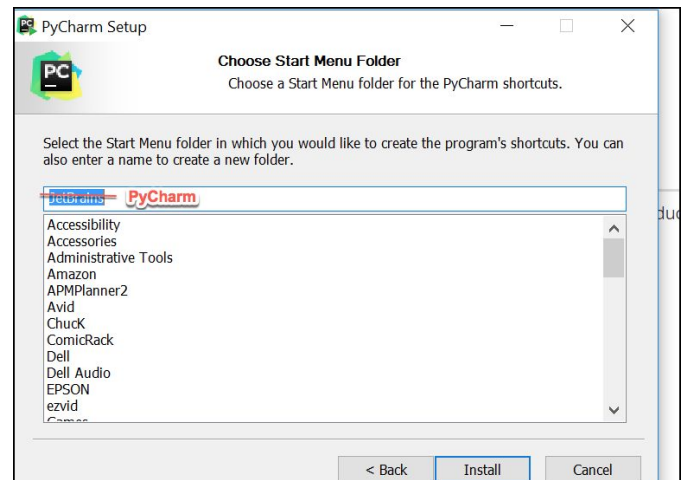 PC PyCharm Setup
PC
Choose Start Menu Folder
Choose a Start Menu folder for the PyCharm shortcuts.
Select the Start Menu folder in which you would like to create the program's shortcuts. You can
also enter a name to create a new folder.
JetBrains PyCharm
Accessibility
Accessories
Administrative Tools
Amazon
APMPlanner2
Avid
ChucK
ComicRack
Dell
Dell Audio
EPSON
ezvid
Games
< Back Install Cancel